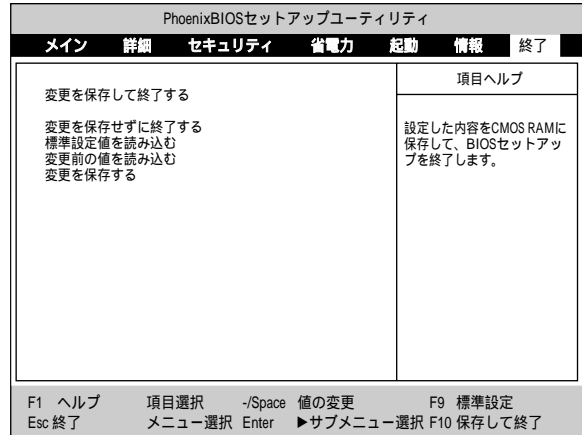 PhoenixBIOSセットアップユーティリティ
メイン 詳細 セキュリティ 省電力 起動 情報 終了
変更を保存して終了する
変更を保存せずに終了する
標準設定値を読み込む
変更前の値を読み込む
変更を保存する
項目ヘルプ
設定した内容をCMOS RAMに
保存して、BIOSセットアッ
プを終了します。
F1 ヘルプ 項目選択 -/Space 値の変更 F9 標準設定
Esc 終了 メニュー選択 Enter ▶サブメニュー選択 F10 保存して終了